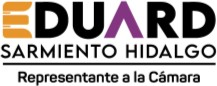 EDUARD
SARMIENTO HIDALGO
Representante a la Cámara